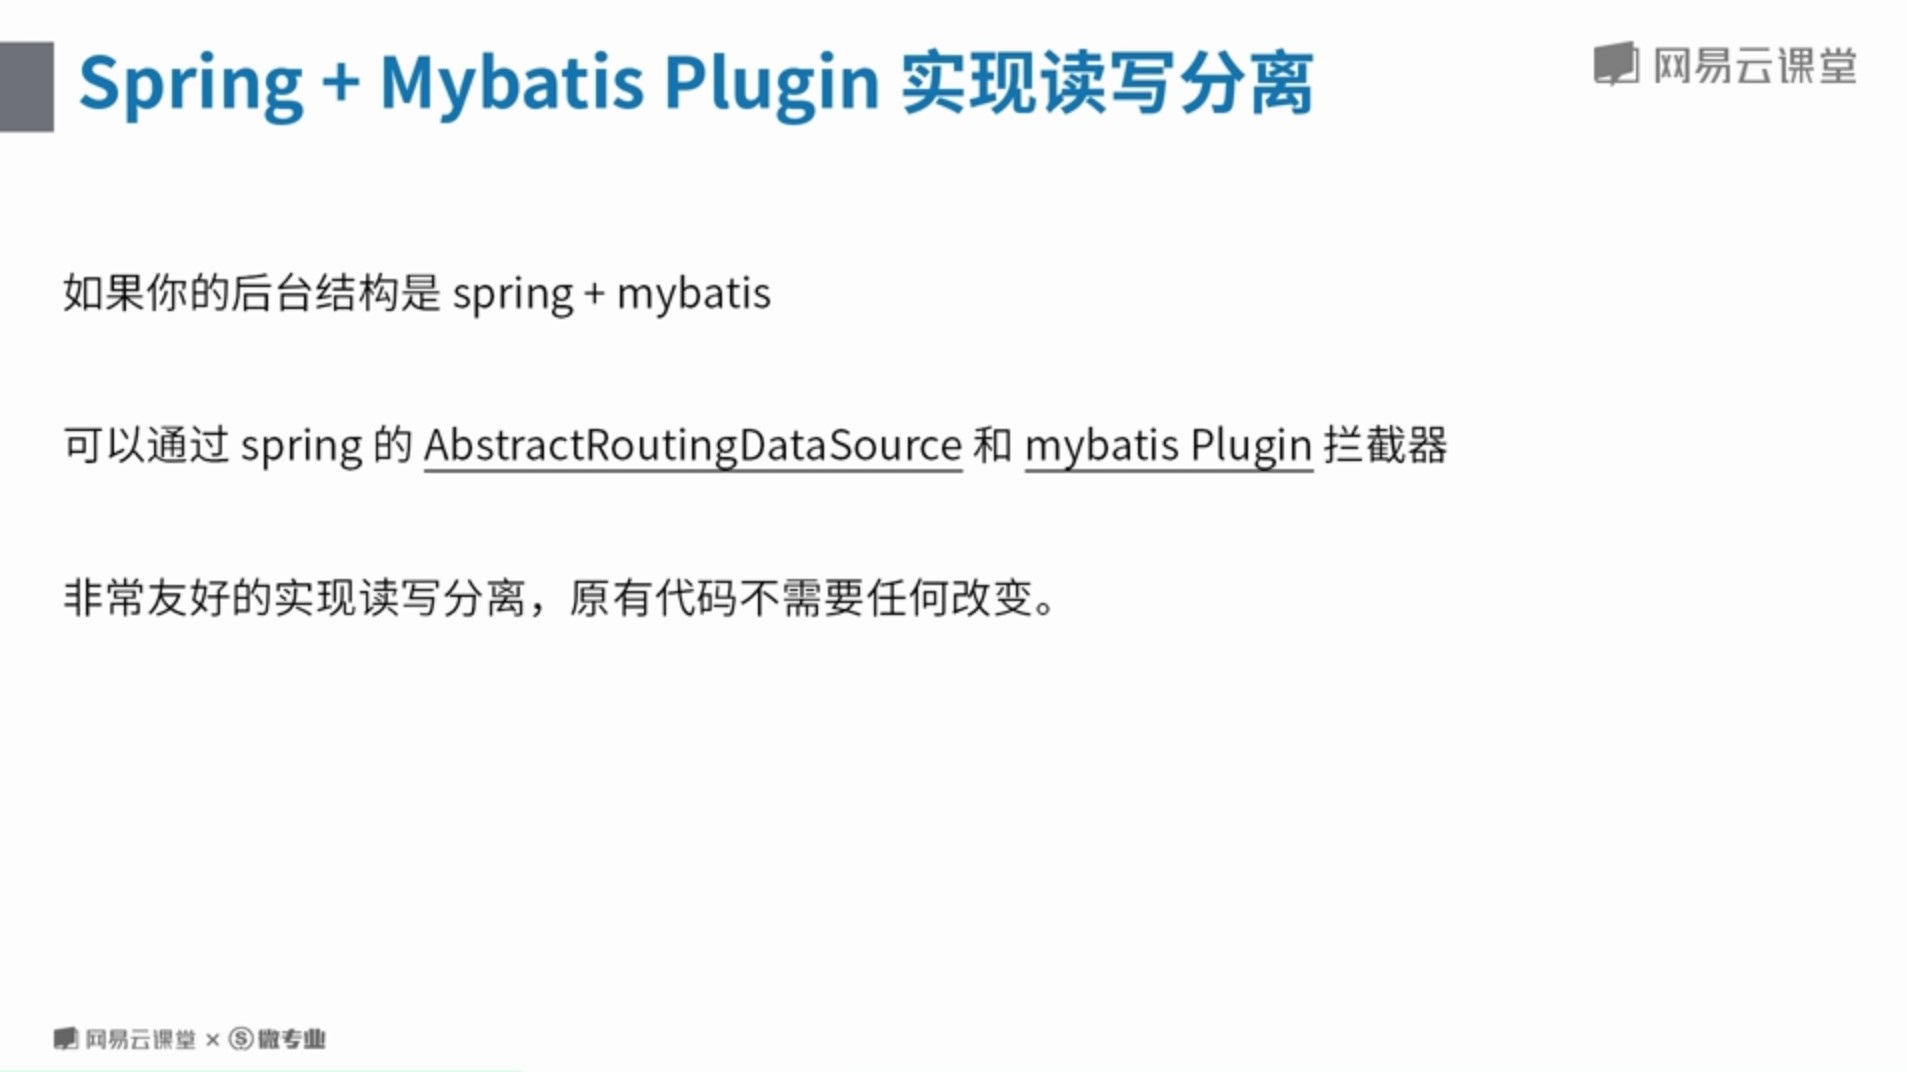 Spring + Mybatis Plugin 实现读写分离
网易云课堂
如果你的后台结构是 spring + mybatis
可以通过 spring 的 AbstractRoutingDataSource 和 mybatis Plugin 拦截器
非常友好的实现读写分离，原有代码不需要任何改变。
网易云课堂 × Ⓢ 微专业